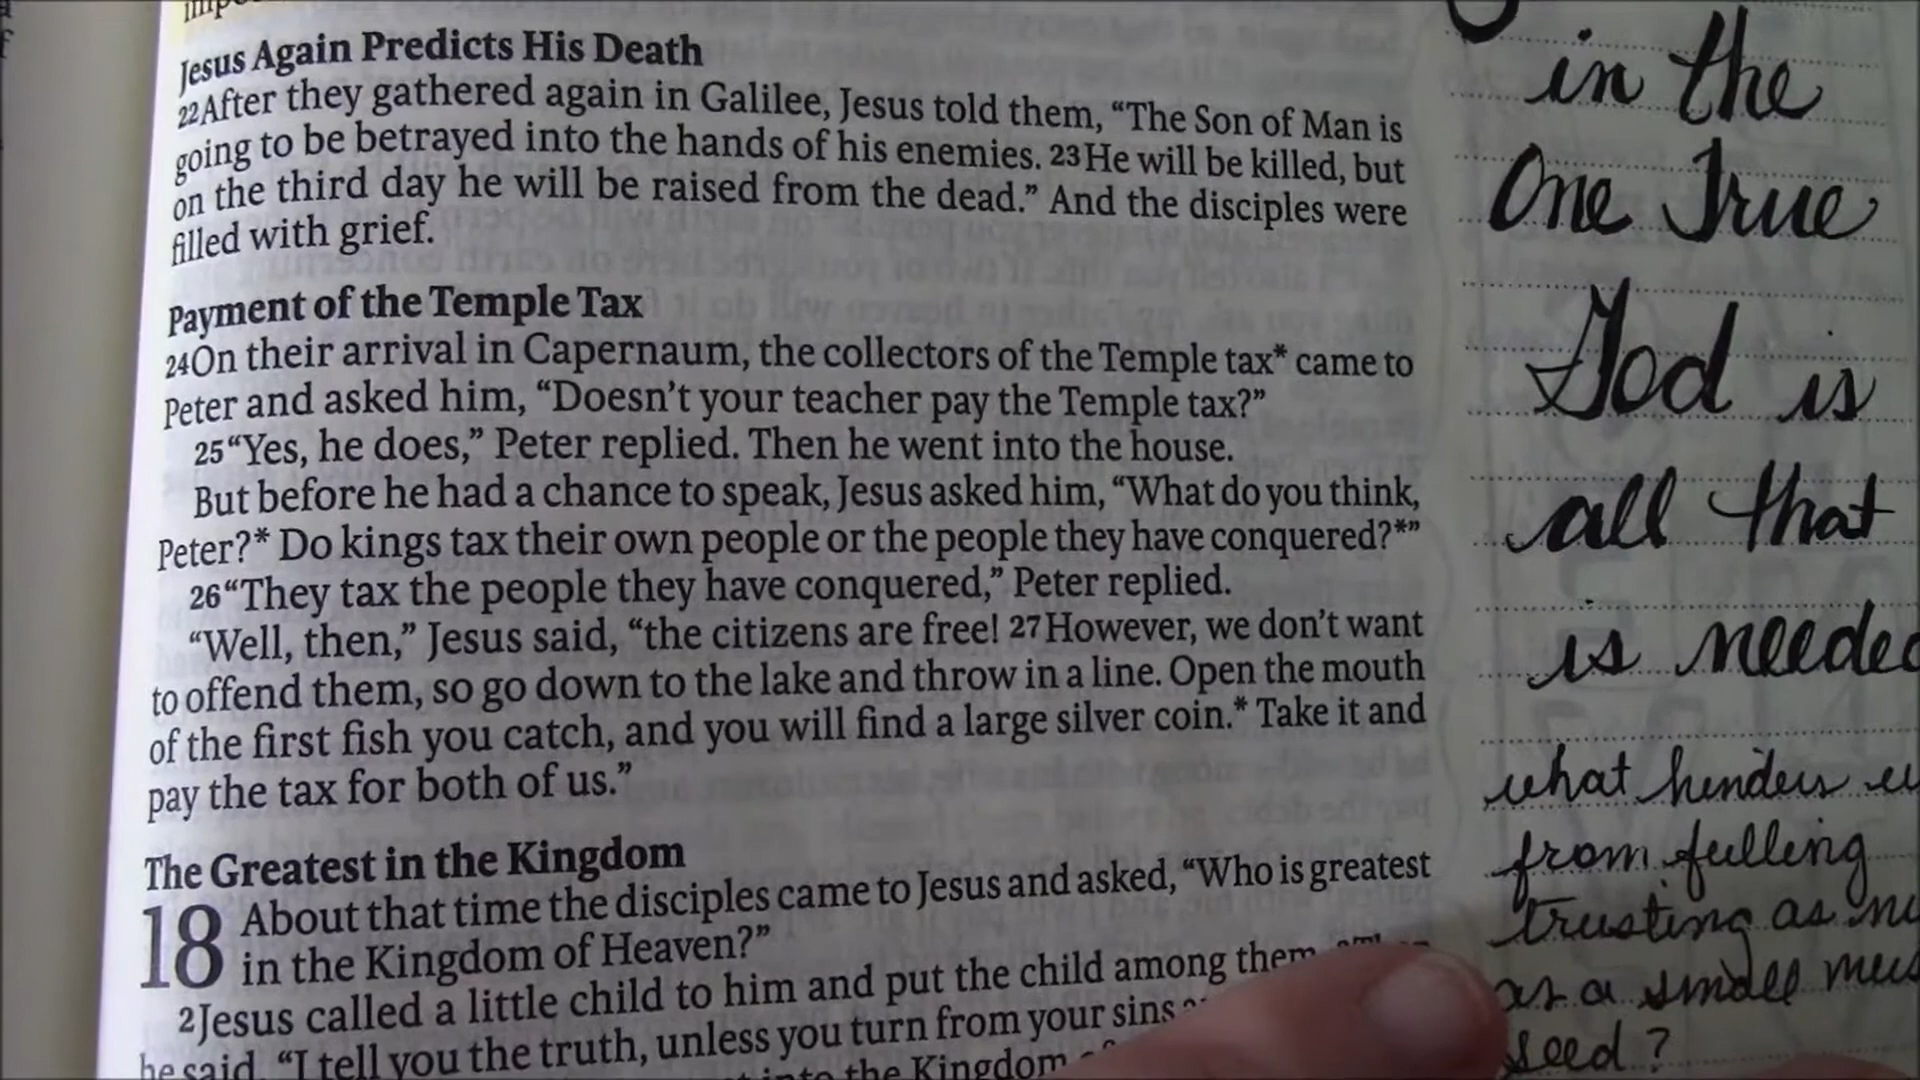 Jesus Again Predicts His Death
22After they gathered again in Galilee, Jesus told them, “The Son of Man is
going to be betrayed into the hands of his enemies. 23He will be killed, but
on the third day he will be raised from the dead.” And the disciples were
filled with grief.
Payment of the Temple Tax
24On their arrival in Capernaum, the collectors of the Temple tax* came to
Peter and asked him, “Doesn’t your teacher pay the Temple tax?”
25“Yes, he does,” Peter replied. Then he went into the house.
But before he had a chance to speak, Jesus asked him, “What do you think,
Peter?* Do kings tax their own people or the people they have conquered?*”
26“They tax the people they have conquered,” Peter replied.
“Well, then,” Jesus said, “the citizens are free! 27However, we don’t want
to offend them, so go down to the lake and throw in a line. Open the mouth
of the first fish you catch, and you will find a large silver coin.* Take it and
pay the tax for both of us.”
The Greatest in the Kingdom
18 About that time the disciples came to Jesus and asked, “Who is greatest
in the Kingdom of Heaven?”
2Jesus called a little child to him and put the child among them
he said, “I tell you the truth, unless you turn from your sins
into the Kingdom
in the
One True
God is
all that
is needed
what hinders
from fulling
trusting as
as a small
seed?